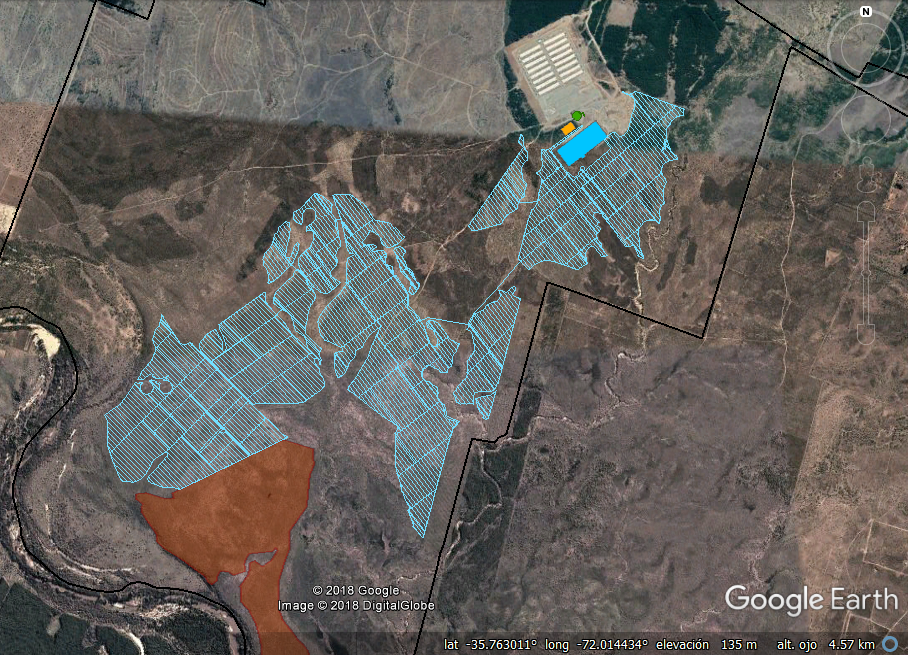 N
© 2018 Google
Image © 2018 DigitalGlobe
Google Earth
lat -35.763011° long -72.014434° elevación 135 m alt. ojo 4.57 km